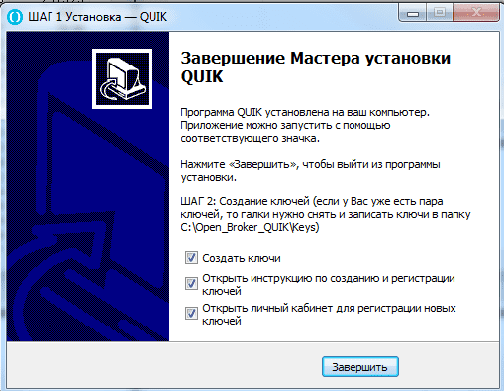 ШАГ 1 Установка — QUIK
Завершение Мастера установки
QUIK
Программа QUIK установлена на ваш компьютер.
Приложение можно запустить с помощью
соответствующего значка.
Нажмите «Завершить», чтобы выйти из программы
установки.
ШАГ 2: Создание ключей (если у Вас уже есть пара
ключей, то галки нужно снять и записать ключи в папку
C:\Open_Broker_QUIK\Keys)
Создать ключи
Открыть инструкцию по созданию и регистрации
ключей
Открыть личный кабинет для регистрации новых
ключей
Завершить